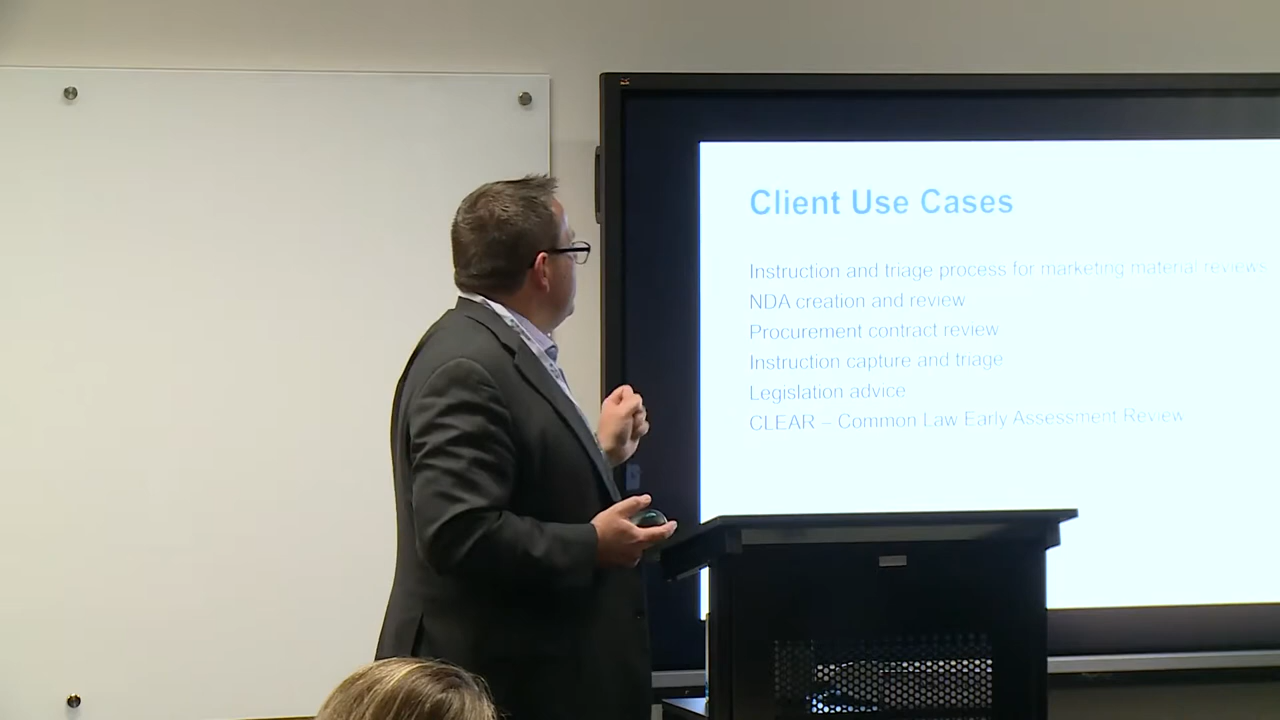 Client Use Cases
Instruction and triage process for marketing material reviews
NDA creation and review
Procurement contract review
Instruction capture and triage
Legislation advice
CLEAR – Common Law Early Assessment Review